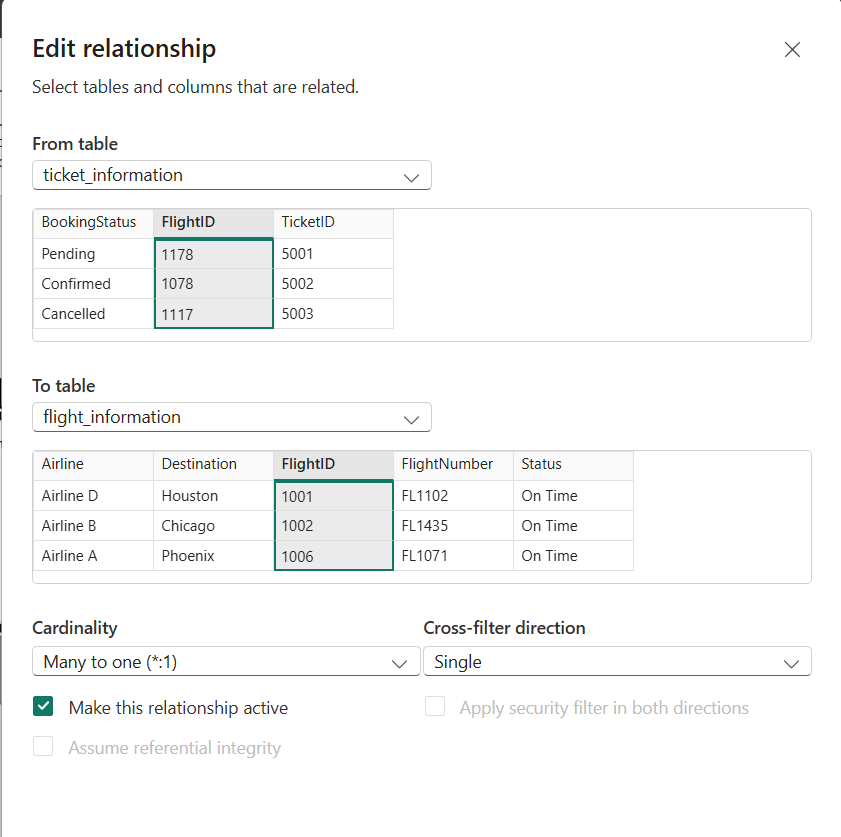 Edit relationship
Select tables and columns that are related.
From table
ticket_information
BookingStatus FlightID TicketID
Pending 1178 5001
Confirmed 1078 5002
Cancelled 1117 5003
To table
flight_information
Airline Destination FlightID FlightNumber Status
Airline D Houston 1001 FL1102 On Time
Airline B Chicago 1002 FL1435 On Time
Airline A Phoenix 1006 FL1071 On Time
Cardinality Cross-filter direction
Many to one (*:1) Single
Make this relationship active Apply security filter in both directions
Assume referential integrity